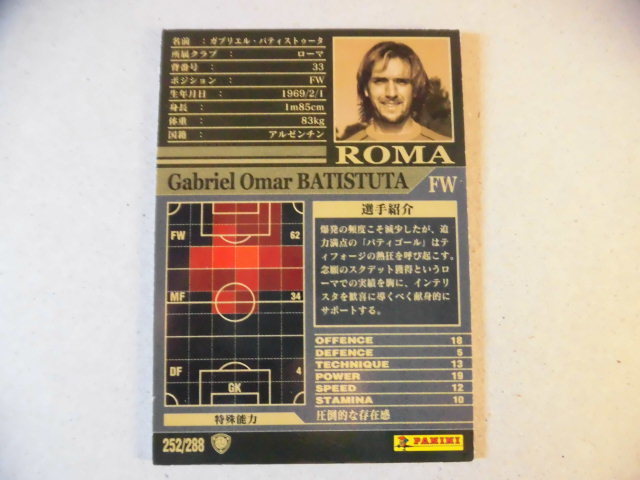 名前 : ガブリエル・バティストゥータ
所属クラブ : ローマ
背番号 : 33
ポジション : FW
生年月日 : 1969/2/1
身長 : 1m85cm
体重 : 83kg
国籍 : アルゼンチン
ROMA
Gabriel Omar BATISTUTA
FW
FW 62
MF 34
DF 4
GK
選手紹介
爆発の頻度こそ減少したが、迫
力満点の「バティゴール」はテ
ィフォージの熱狂を呼び起こす。
念願のスクデット獲得というロ
ーマでの実績を胸に、インテリ
スタを歓喜に導くべく献身的に
サポートする。
OFFENCE 18
DEFENCE 5
TECHNIQUE 13
POWER 19
SPEED 12
STAMINA 10
特殊能力 圧倒的な存在感
252/288
PANINI